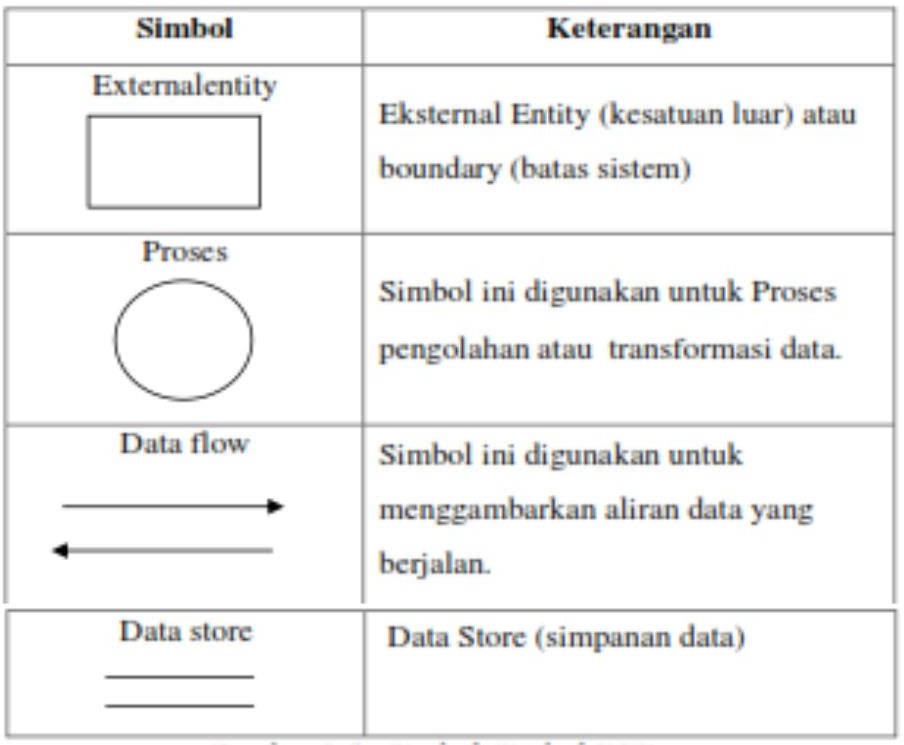 Simbol
Keterangan
Externalentity
Eksternal Entity (kesatuan luar) atau
boundary (batas sistem)
Proses
Simbol ini digunakan untuk Proses
pengolahan atau transformasi data.
Data flow
Simbol ini digunakan untuk
menggambarkan aliran data yang
berjalan.
Data store
Data Store (simpanan data)